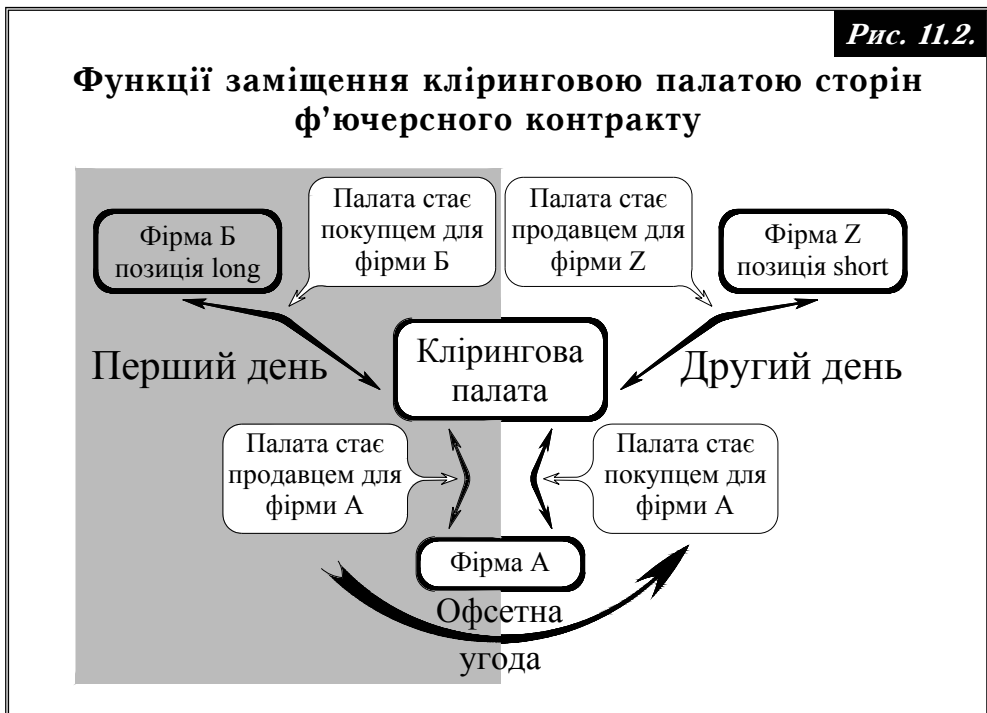 Рис. 11.2.
Функції заміщення кліринговою палатою сторін
ф’ючерсного контракту
Фірма Б
позиція long
Палата стає
покупцем для
фірми Б
Палата стає
продавцем для
фірми Z
Фірма Z
позиція short
Перший день
Клірингова
палата
Другий день
Палата стає
продавцем для
фірми А
Палата стає
покупцем для
фірми А
Фірма А
Офсетна
угода